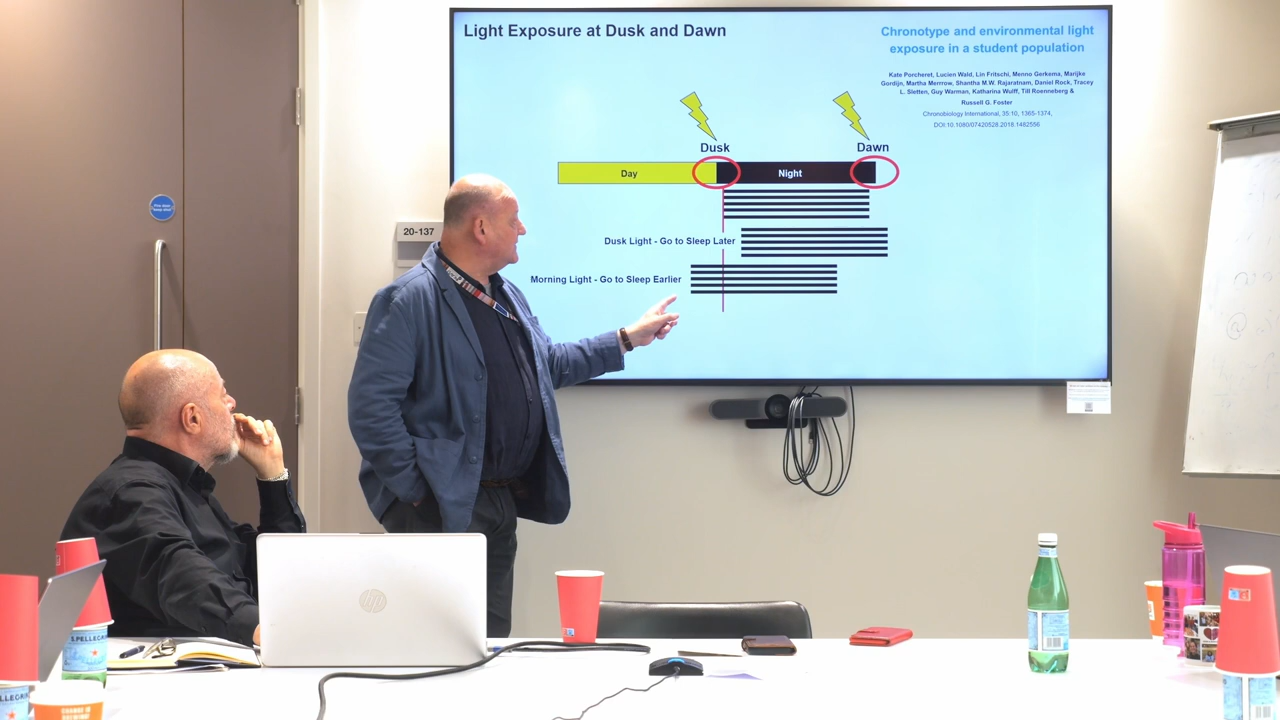 Light Exposure at Dusk and Dawn
Chronotype and environmental light
exposure in a student population
Kate Porcheret, Lucien Wald, Lin Fritschi, Menno Gerkema, Marijke
Gordijn, Martha Merrrow, Shantha M.W. Rajaratnam, Daniel Rock, Tracey
L. Sletten, Guy Warman, Katharina Wulff, Till Roenneberg &
Russell G. Foster
Chronobiology International, 35:10, 1365-1374,
DOI:10.1080/07420528.2018.1482556
Dusk
Dawn
Day
Night
Dusk Light - Go to Sleep Later
Morning Light - Go to Sleep Earlier
20-137
hp
S.PELLEGRI